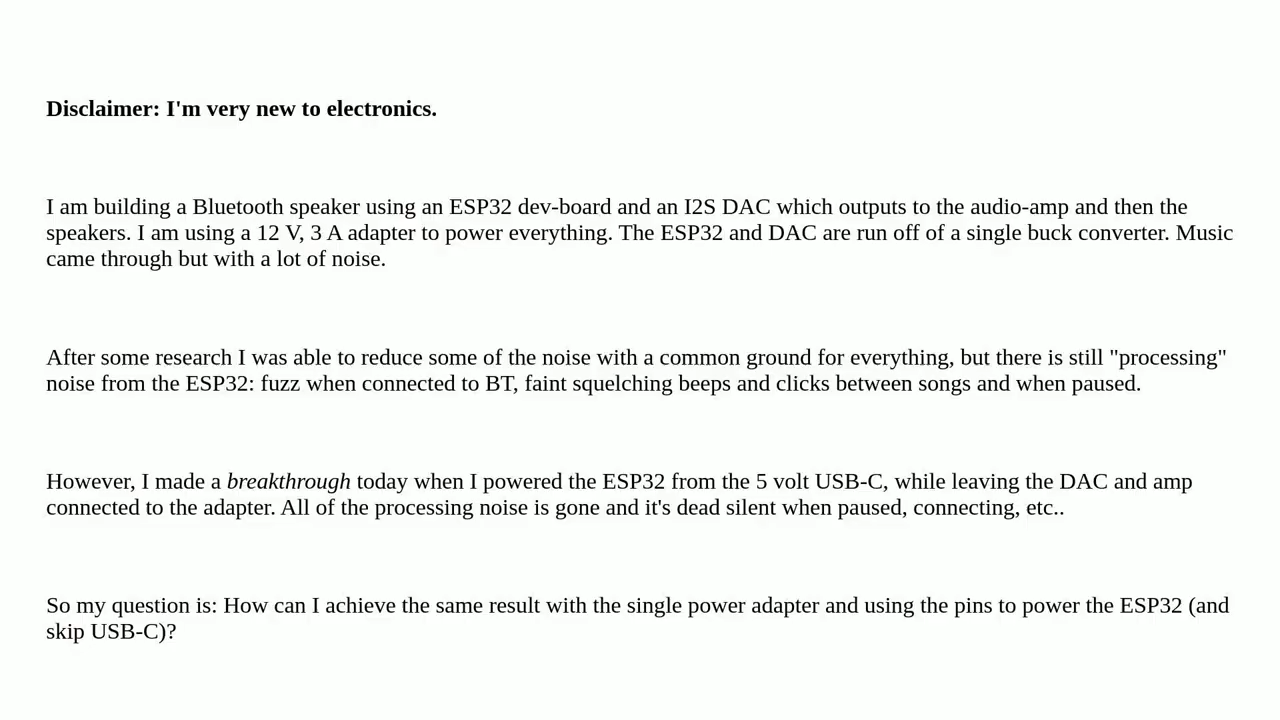 Disclaimer: I'm very new to electronics.
I am building a Bluetooth speaker using an ESP32 dev-board and an I2S DAC which outputs to the audio-amp and then the
speakers. I am using a 12 V, 3 A adapter to power everything. The ESP32 and DAC are run off of a single buck converter. Music
came through but with a lot of noise.
After some research I was able to reduce some of the noise with a common ground for everything, but there is still "processing"
noise from the ESP32: fuzz when connected to BT, faint squelching beeps and clicks between songs and when paused.
However, I made a breakthrough today when I powered the ESP32 from the 5 volt USB-C, while leaving the DAC and amp
connected to the adapter. All of the processing noise is gone and it's dead silent when paused, connecting, etc..
So my question is: How can I achieve the same result with the single power adapter and using the pins to power the ESP32 (and
skip USB-C)?